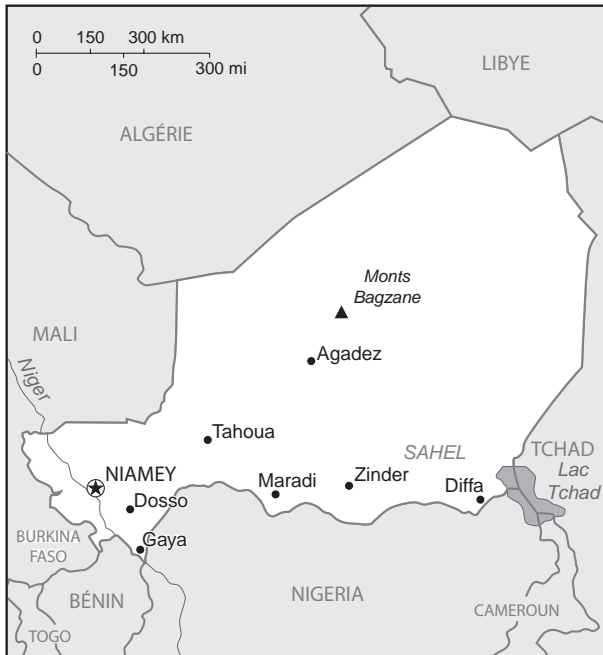 0 150 300 km
0 150 300 mi
LIBYE
ALGÉRIE
Monts
Bagzane
MALI
Niger
Agadez
Tahoua
SAHEL
TCHAD
Lac
Tchad
NIAMEY
Maradi
Zinder
Diffa
Dosso
BURKINA
FASO
Gaya
BÉNIN
NIGERIA
CAMEROUN
TOGO